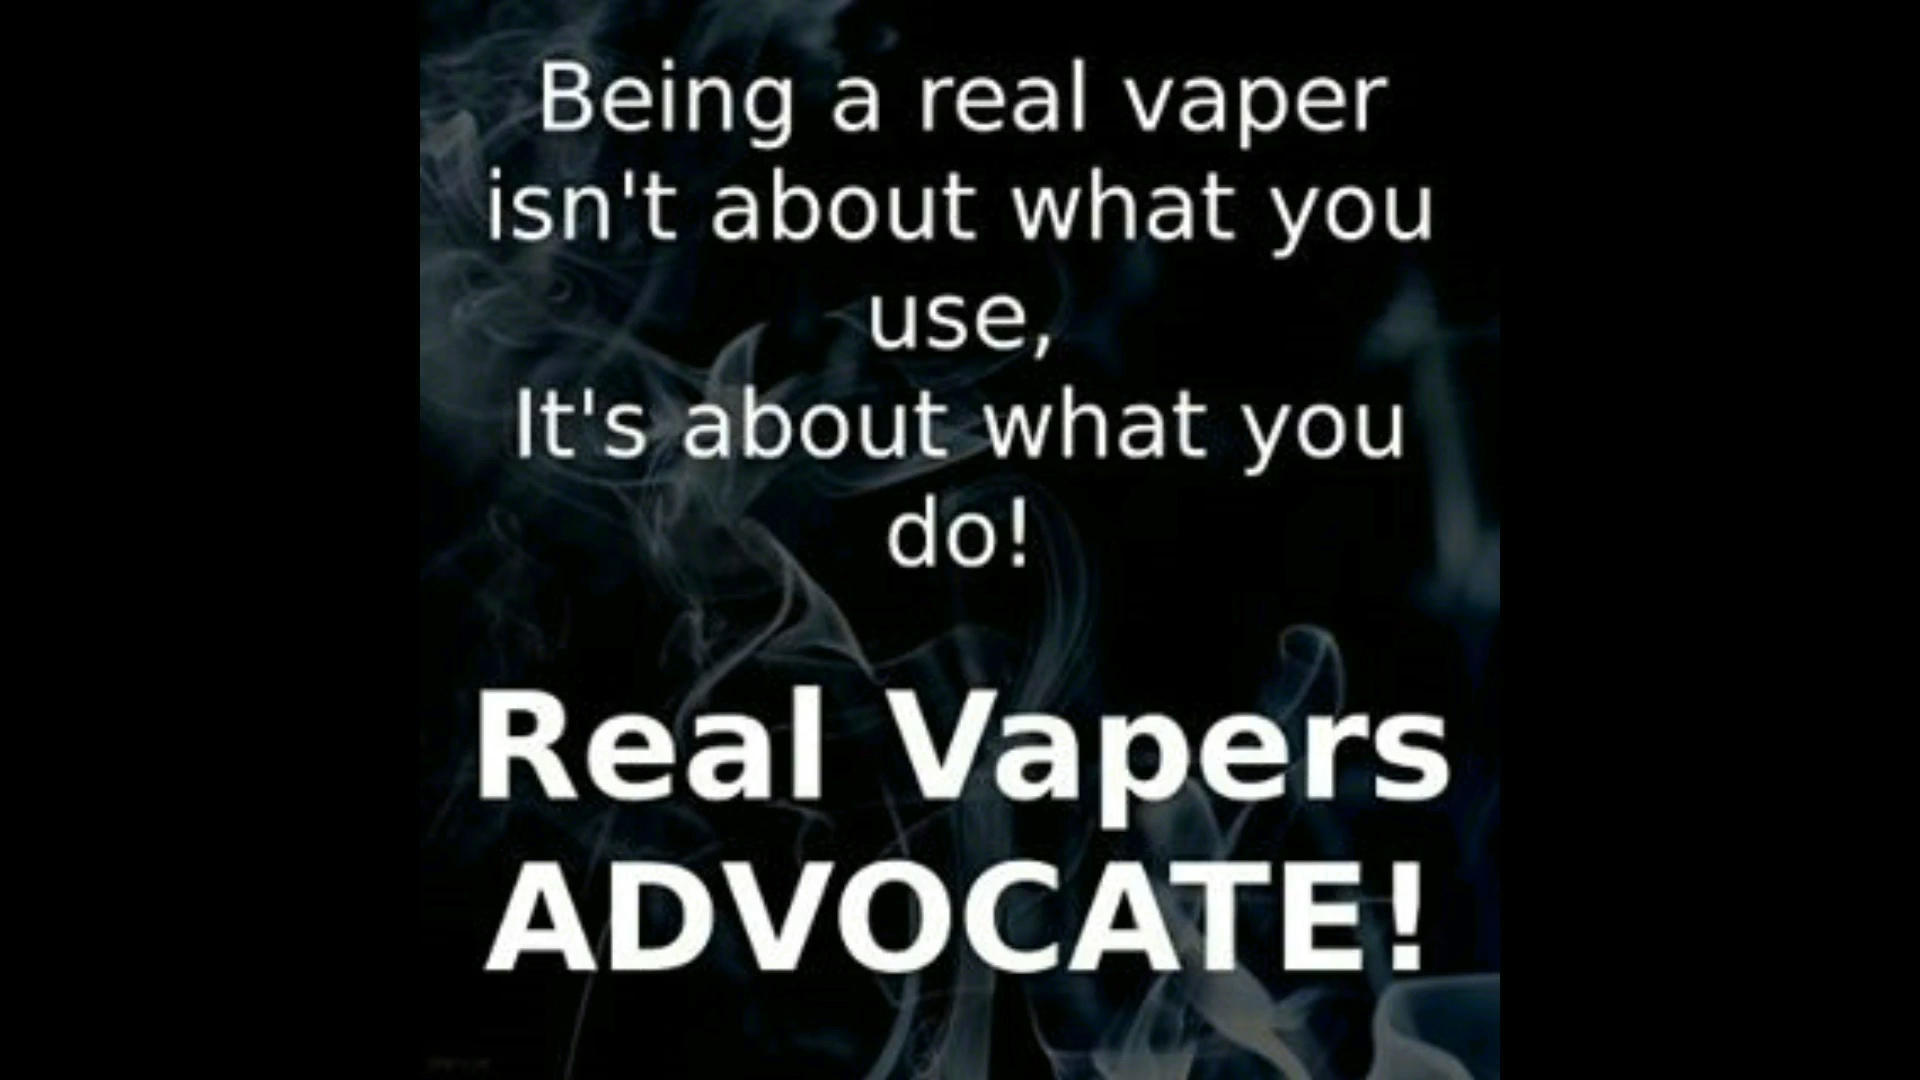 Being a real vaper
isn't about what you
use,
It's about what you
do!
Real Vapers
ADVOCATE!